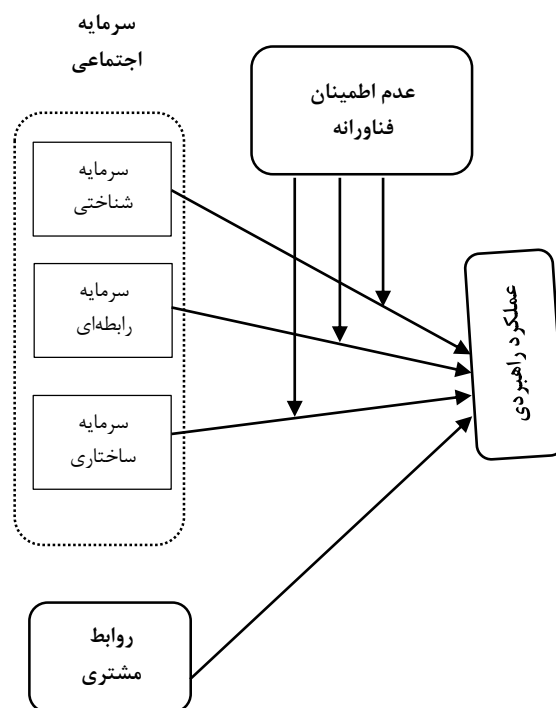 سرمایه
اجتماعی
عدم اطمینان
فناورانه
سرمایه
شناختی
سرمایه
رابطه‌ای
سرمایه
ساختاری
عملکرد راهبردی
روابط
مشتری